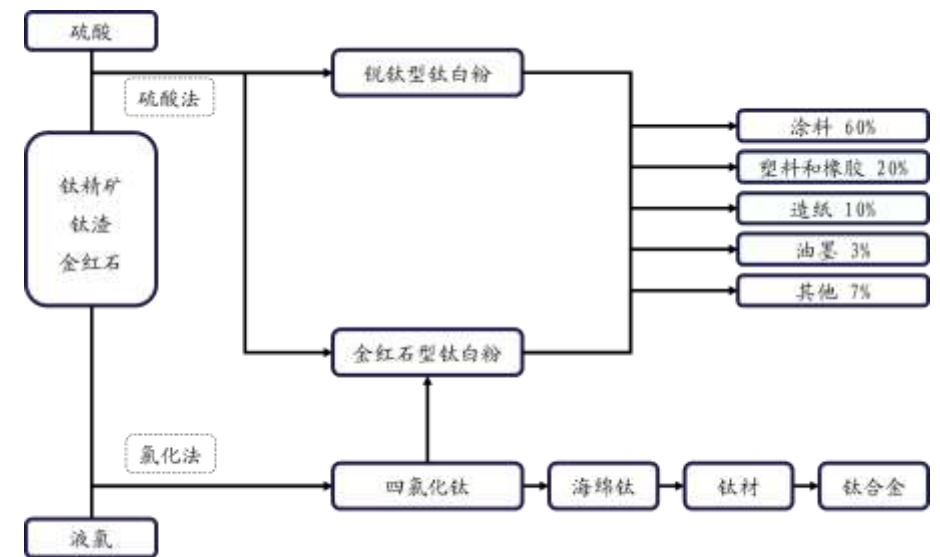 硫酸
硫酸法
锐钛型钛白粉
涂料 60%
塑料和橡胶 20%
造纸 10%
油墨 3%
其他 7%
钛精矿
钛渣
金红石
金红石型钛白粉
氯化法
四氯化钛
海绵钛
钛材
钛合金
液氯